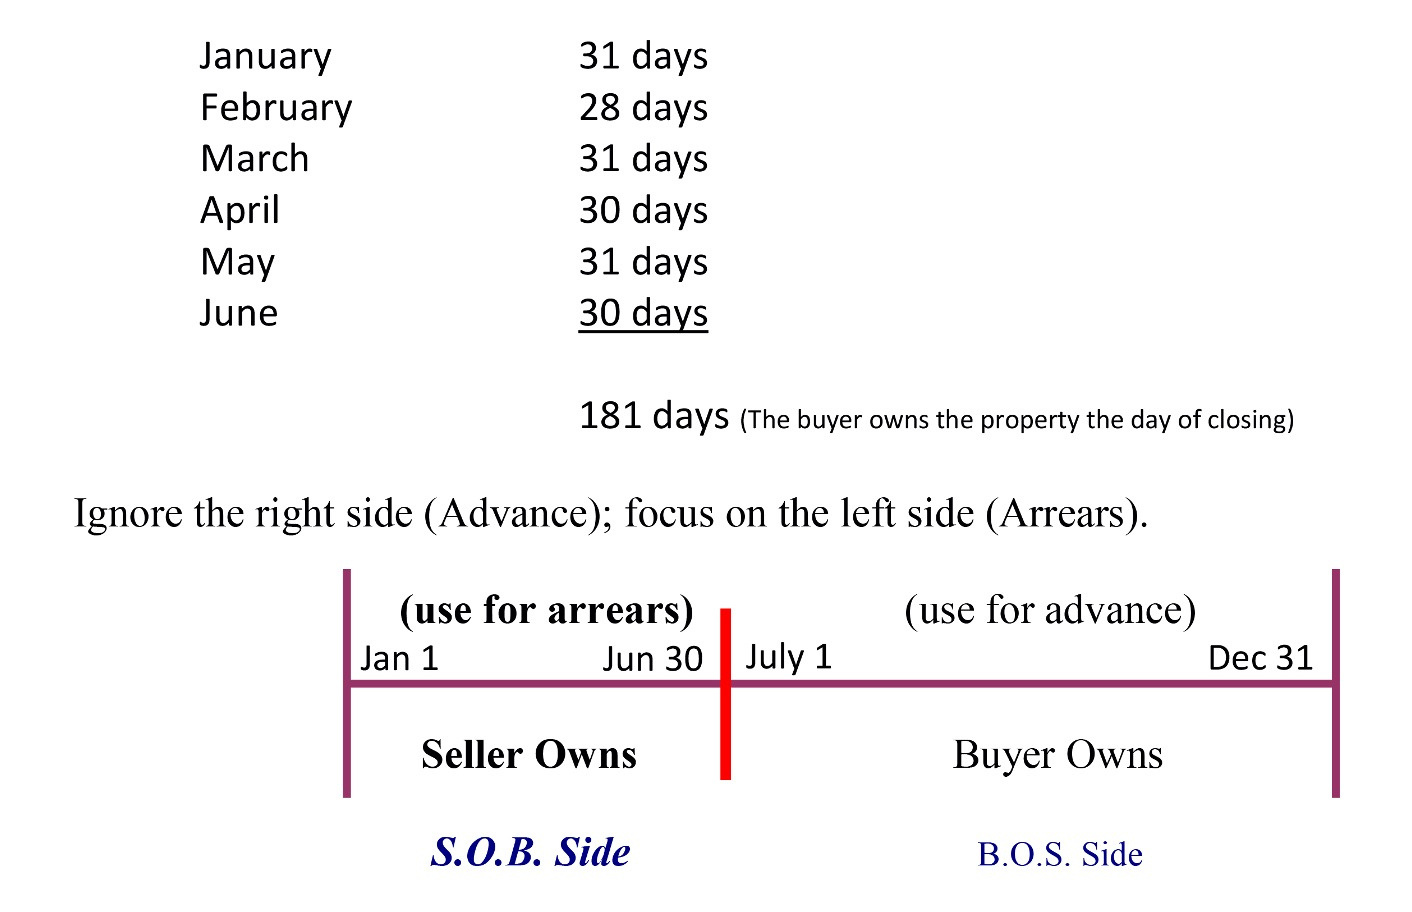 January 31 days
February 28 days
March 31 days
April 30 days
May 31 days
June 30 days
181 days (The buyer owns the property the day of closing)
Ignore the right side (Advance); focus on the left side (Arrears).
(use for arrears) (use for advance)
Jan 1 Jun 30 July 1 Dec 31
Seller Owns Buyer Owns
S.O.B. Side B.O.S. Side